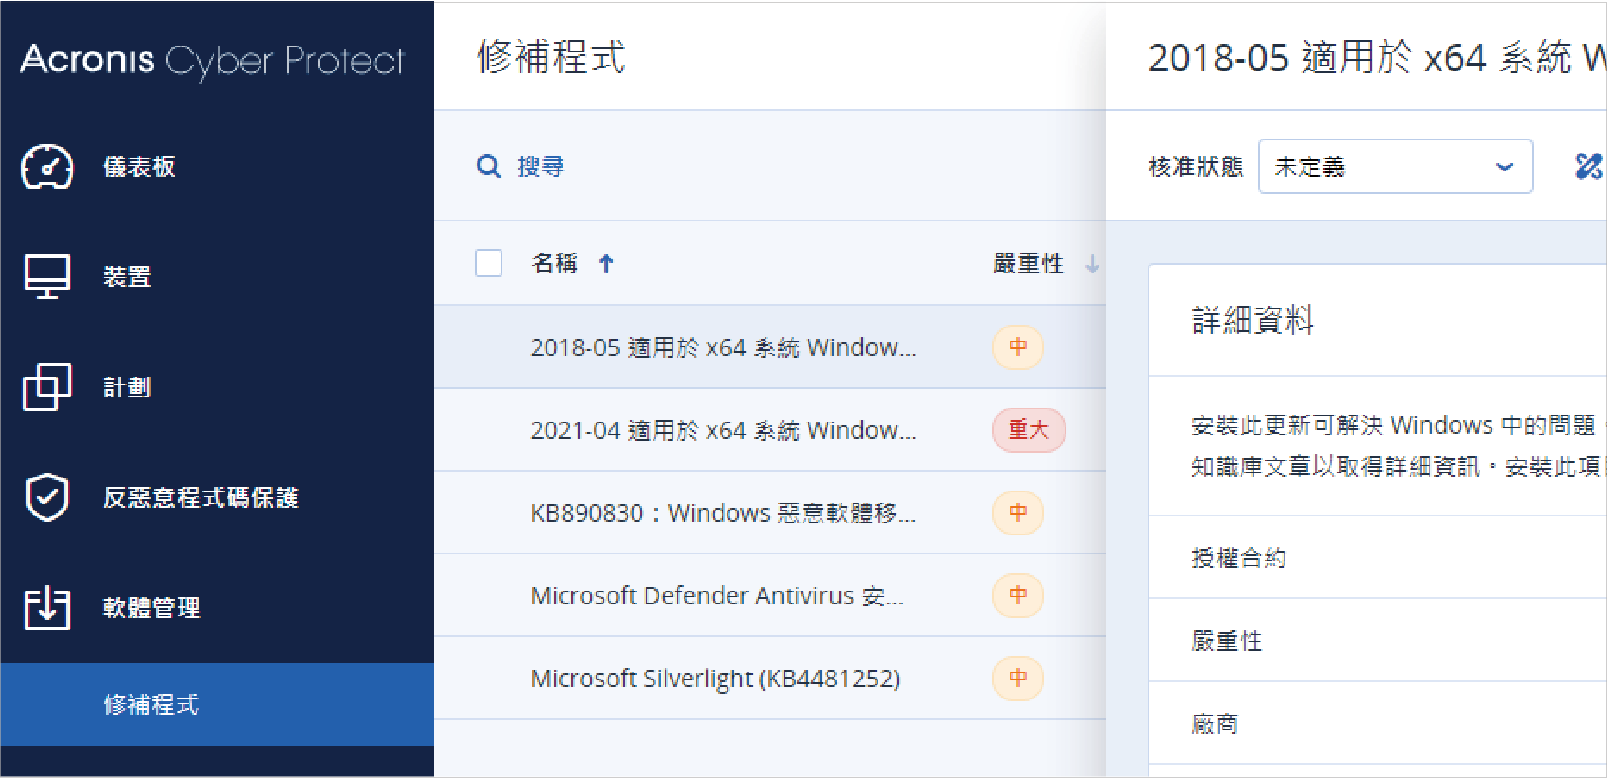 Acronis Cyber Protect
儀表板
裝置
計劃
反惡意程式碼保護
軟體管理
修補程式
修補程式
搜尋
名稱 嚴重性
2018-05 適用於 x64 系統 Window... 中
2021-04 適用於 x64 系統 Window... 重大
KB890830：Windows 惡意軟體移... 中
Microsoft Defender Antivirus 安... 中
Microsoft Silverlight (KB4481252) 中
2018-05 適用於 x64 系統 W
核准狀態 未定義
詳細資料
安裝此更新可解決 Windows 中的問題。
知識庫文章以取得詳細資訊。安裝此項
授權合約
嚴重性
廠商